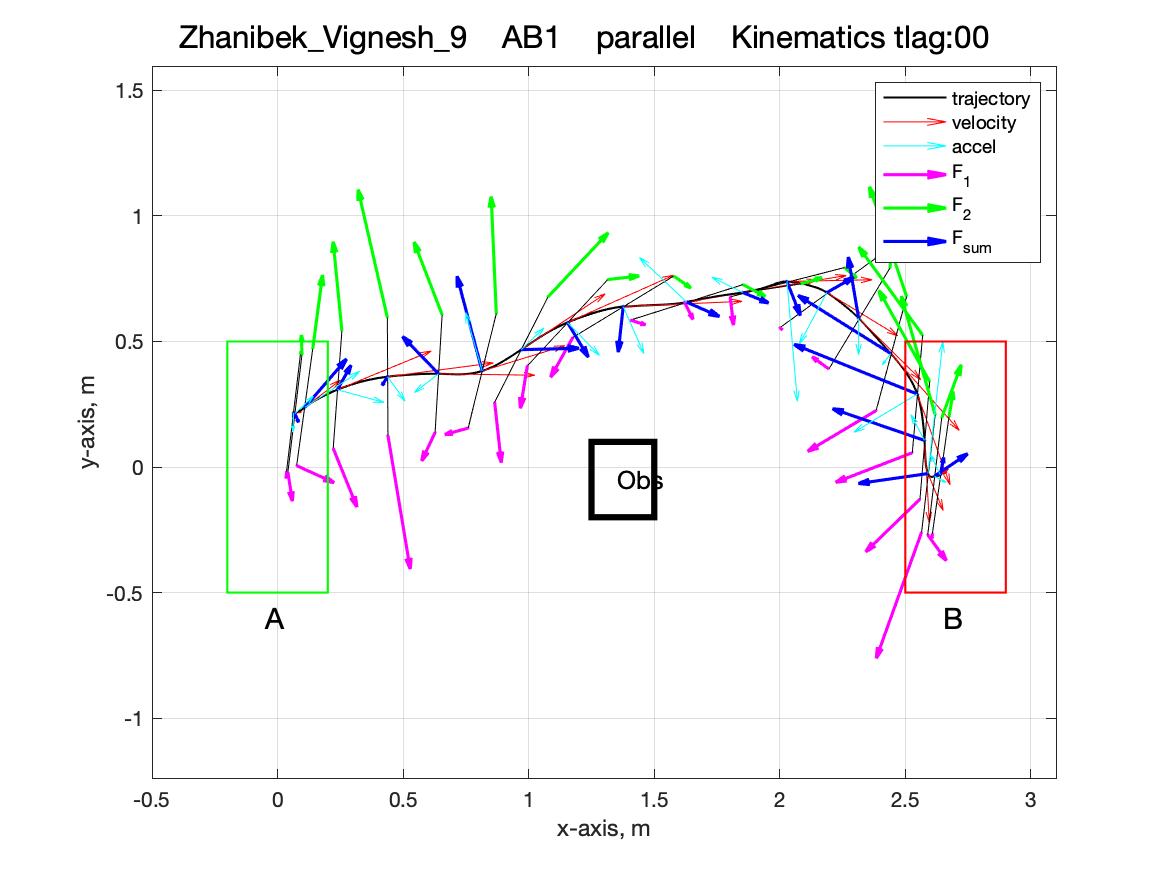 Zhanibek_Vignesh_9 AB1 parallel Kinematics tlag:00
trajectory
velocity
accel
F1
F2
Fsum
1.5
1
0.5
0
-0.5
-1
y-axis, m
Obs
A
B
-0.5
0
0.5
1
1.5
2
2.5
3
x-axis, m